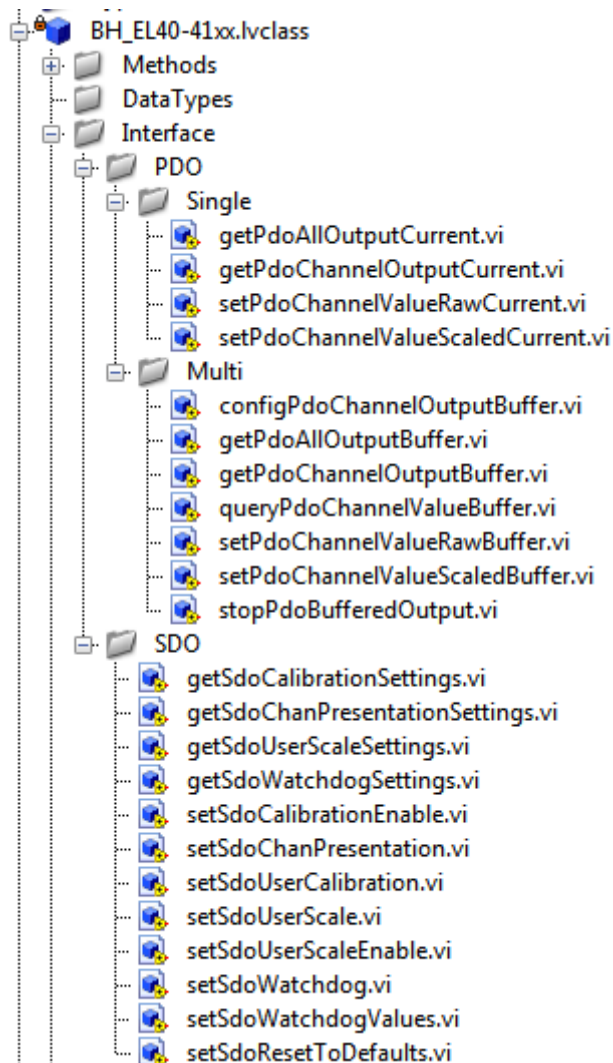 BH_EL40-41xx.lvclass
Methods
DataTypes
Interface
PDO
Single
getPdoAllOutputCurrent.vi
getPdoChannelOutputCurrent.vi
setPdoChannelValueRawCurrent.vi
setPdoChannelValueScaledCurrent.vi
Multi
configPdoChannelOutputBuffer.vi
getPdoAllOutputBuffer.vi
getPdoChannelOutputBuffer.vi
queryPdoChannelValueBuffer.vi
setPdoChannelValueRawBuffer.vi
setPdoChannelValueScaledBuffer.vi
stopPdoBufferedOutput.vi
SDO
getSdoCalibrationSettings.vi
getSdoChanPresentationSettings.vi
getSdoUserScaleSettings.vi
getSdoWatchdogSettings.vi
setSdoCalibrationEnable.vi
setSdoChanPresentation.vi
setSdoUserCalibration.vi
setSdoUserScale.vi
setSdoUserScaleEnable.vi
setSdoWatchdog.vi
setSdoWatchdogValues.vi
setSdoResetToDefaults.vi